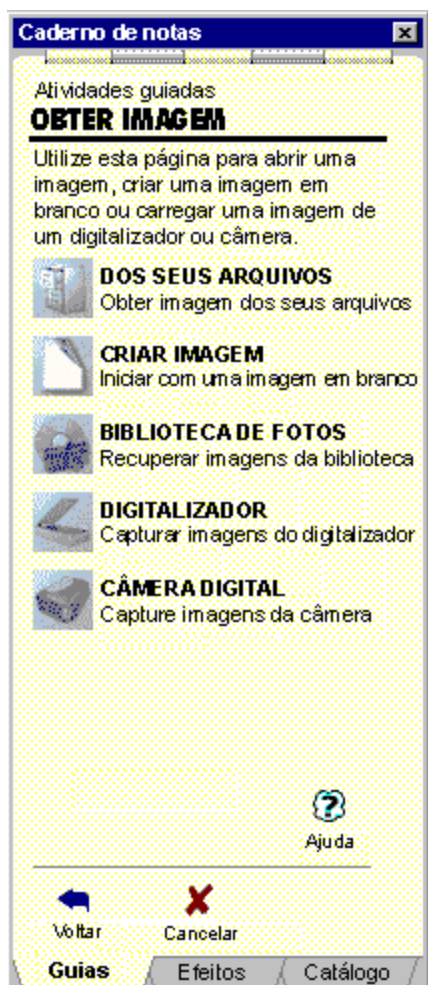 Caderno de notas
Atividades guiadas
OBTER IMAGEM
Utilize esta página para abrir uma
imagem, criar uma imagem em
branco ou carregar uma imagem de
um digitalizador ou câmera.
DOS SEUS ARQUIVOS
Obter imagem dos seus arquivos
CRIAR IMAGEM
Iniciar com uma imagem em branco
BIBLIOTECA DE FOTOS
Recuperar imagens da biblioteca
DIGITALIZADOR
Capturar imagens do digitalizador
CÂMERA DIGITAL
Capture imagens da câmera
Ajuda
Voltar Cancelar
Guias Efeitos Catálogo